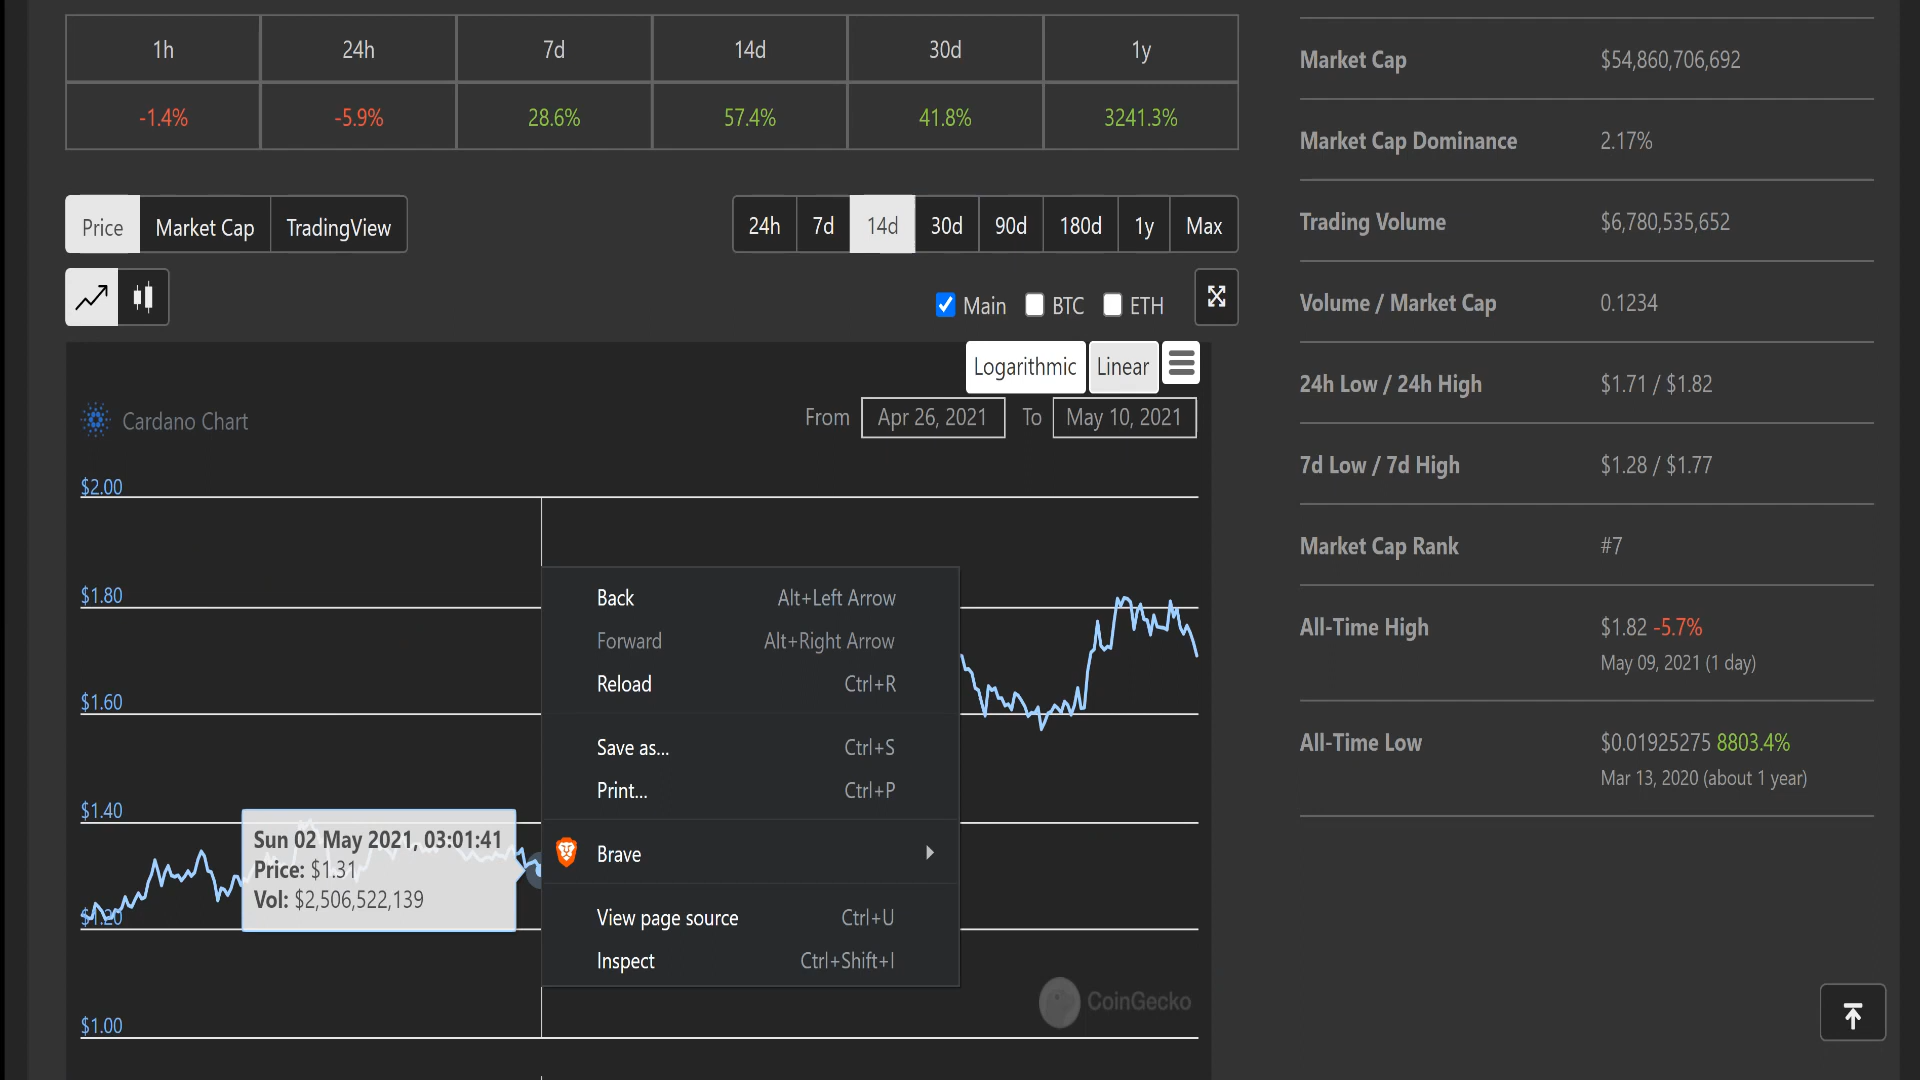 1h 24h 7d 14d 30d 1y
-1.4% -5.9% 28.6% 57.4% 41.8% 3241.3%
Price Market Cap TradingView
24h 7d 14d 30d 90d 180d 1y Max
Main BTC ETH
Logarithmic Linear
Cardano Chart
From Apr 26, 2021 To May 10, 2021
$2.00
$1.80
$1.60
$1.40
$1.20
$1.00
Sun 02 May 2021, 03:01:41
Price: $1.31
Vol: $2,506,522,139
Back Alt+Left Arrow
Forward Alt+Right Arrow
Reload Ctrl+R
Save as... Ctrl+S
Print... Ctrl+P
Brave
View page source Ctrl+U
Inspect Ctrl+Shift+I
CoinGecko
Market Cap $54,860,706,692
Market Cap Dominance 2.17%
Trading Volume $6,780,535,652
Volume / Market Cap 0.1234
24h Low / 24h High $1.71 / $1.82
7d Low / 7d High $1.28 / $1.77
Market Cap Rank #7
All-Time High $1.82 -5.7%
May 09, 2021 (1 day)
All-Time Low $0.01925275 8803.4%
Mar 13, 2020 (about 1 year)